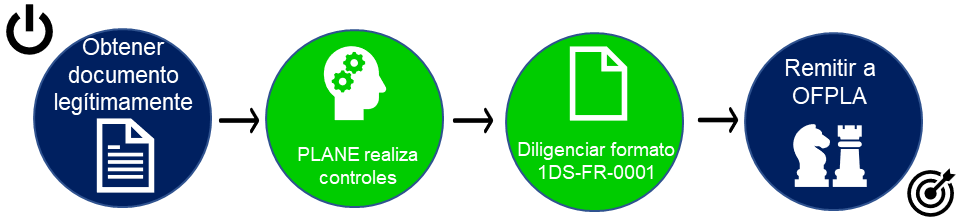 Obtener
documento
legítimamente
PLANE realiza
controles
Diligenciar formato
1DS-FR-0001
Remitir a
OFPLA